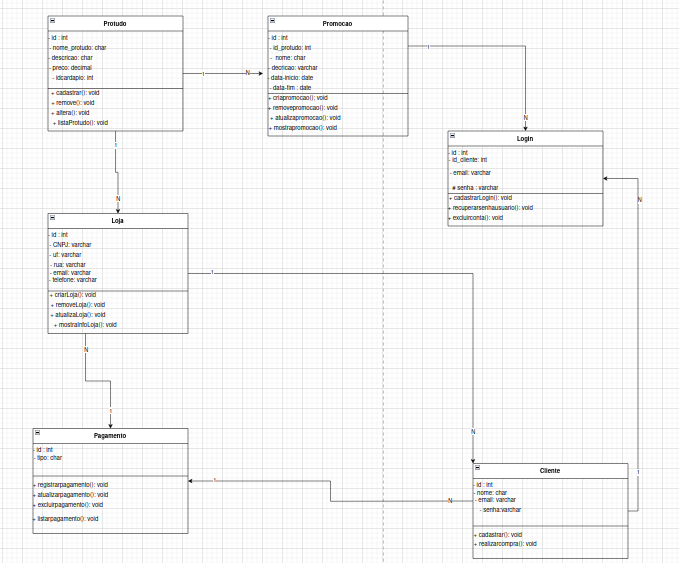 Protudo
- id : int
- nome_protudo: char
- descricao: char
- preco: decimal
- idcardapio: int
+ cadastrar(): void
+ remove(): void
+ altera(): void
+ listaProtudo(): void
Promocao
- id : int
- id_protudo: int
- nome: char
- decricao: varchar
- data-inicio: date
- data-fim : date
+ criapromocao(): void
+ removepromocao(): void
+ atualizapromocao(): void
+ mostrapromocao(): void
1
N
1
N
Login
- id : int
- id_cliente: int
- email: varchar
- # senha : varchar
+ cadastrarLogin(): void
+ recuperarsenhausuario(): void
+ excluirconta(): void
1
N
N
Loja
- id : int
- CNPJ: varchar
- uf: varchar
- rua: varchar
- email: varchar
- telefone: varchar
+ criarLoja(): void
+ removeLoja(): void
+ atualizaLoja(): void
+ mostraInfoLoja(): void
1
N
1
N
Pagamento
- id : int
- tipo: char
+ registrarpagamento(): void
+ atualizarpagamento(): void
+ excluirpagamento(): void
+ listarpagamento(): void
1
N
Cliente
- id : int
- nome: char
- email: varchar
- senha:varchar
+ cadastrar(): void
+ realizarcompra(): void
1